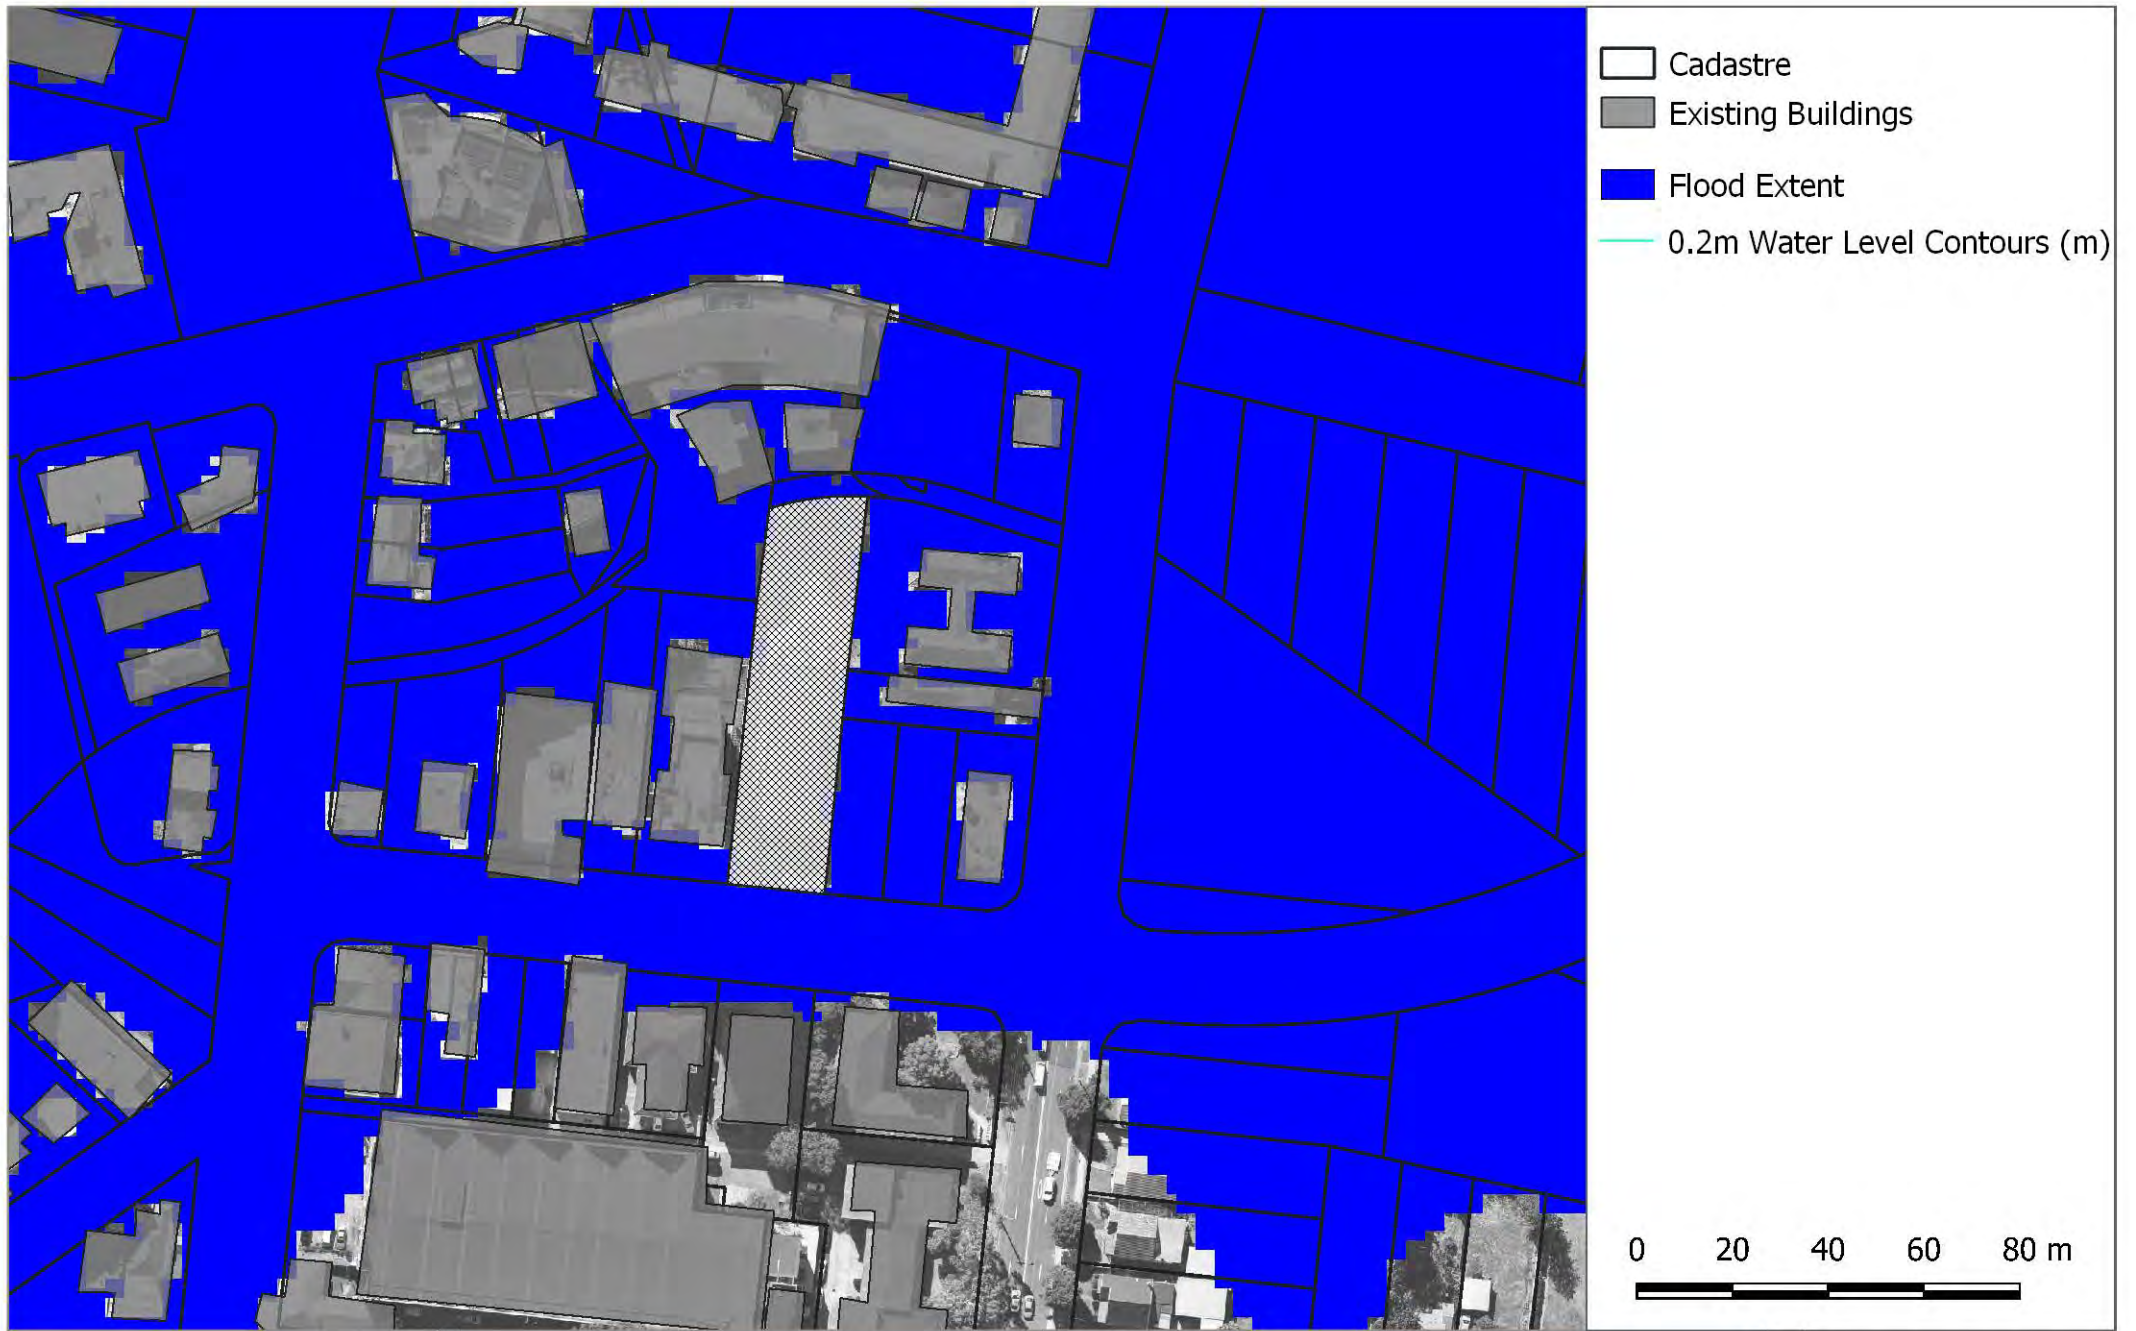 Cadastre
Existing Buildings
Flood Extent
0.2m Water Level Contours (m)
0 20 40 60 80 m